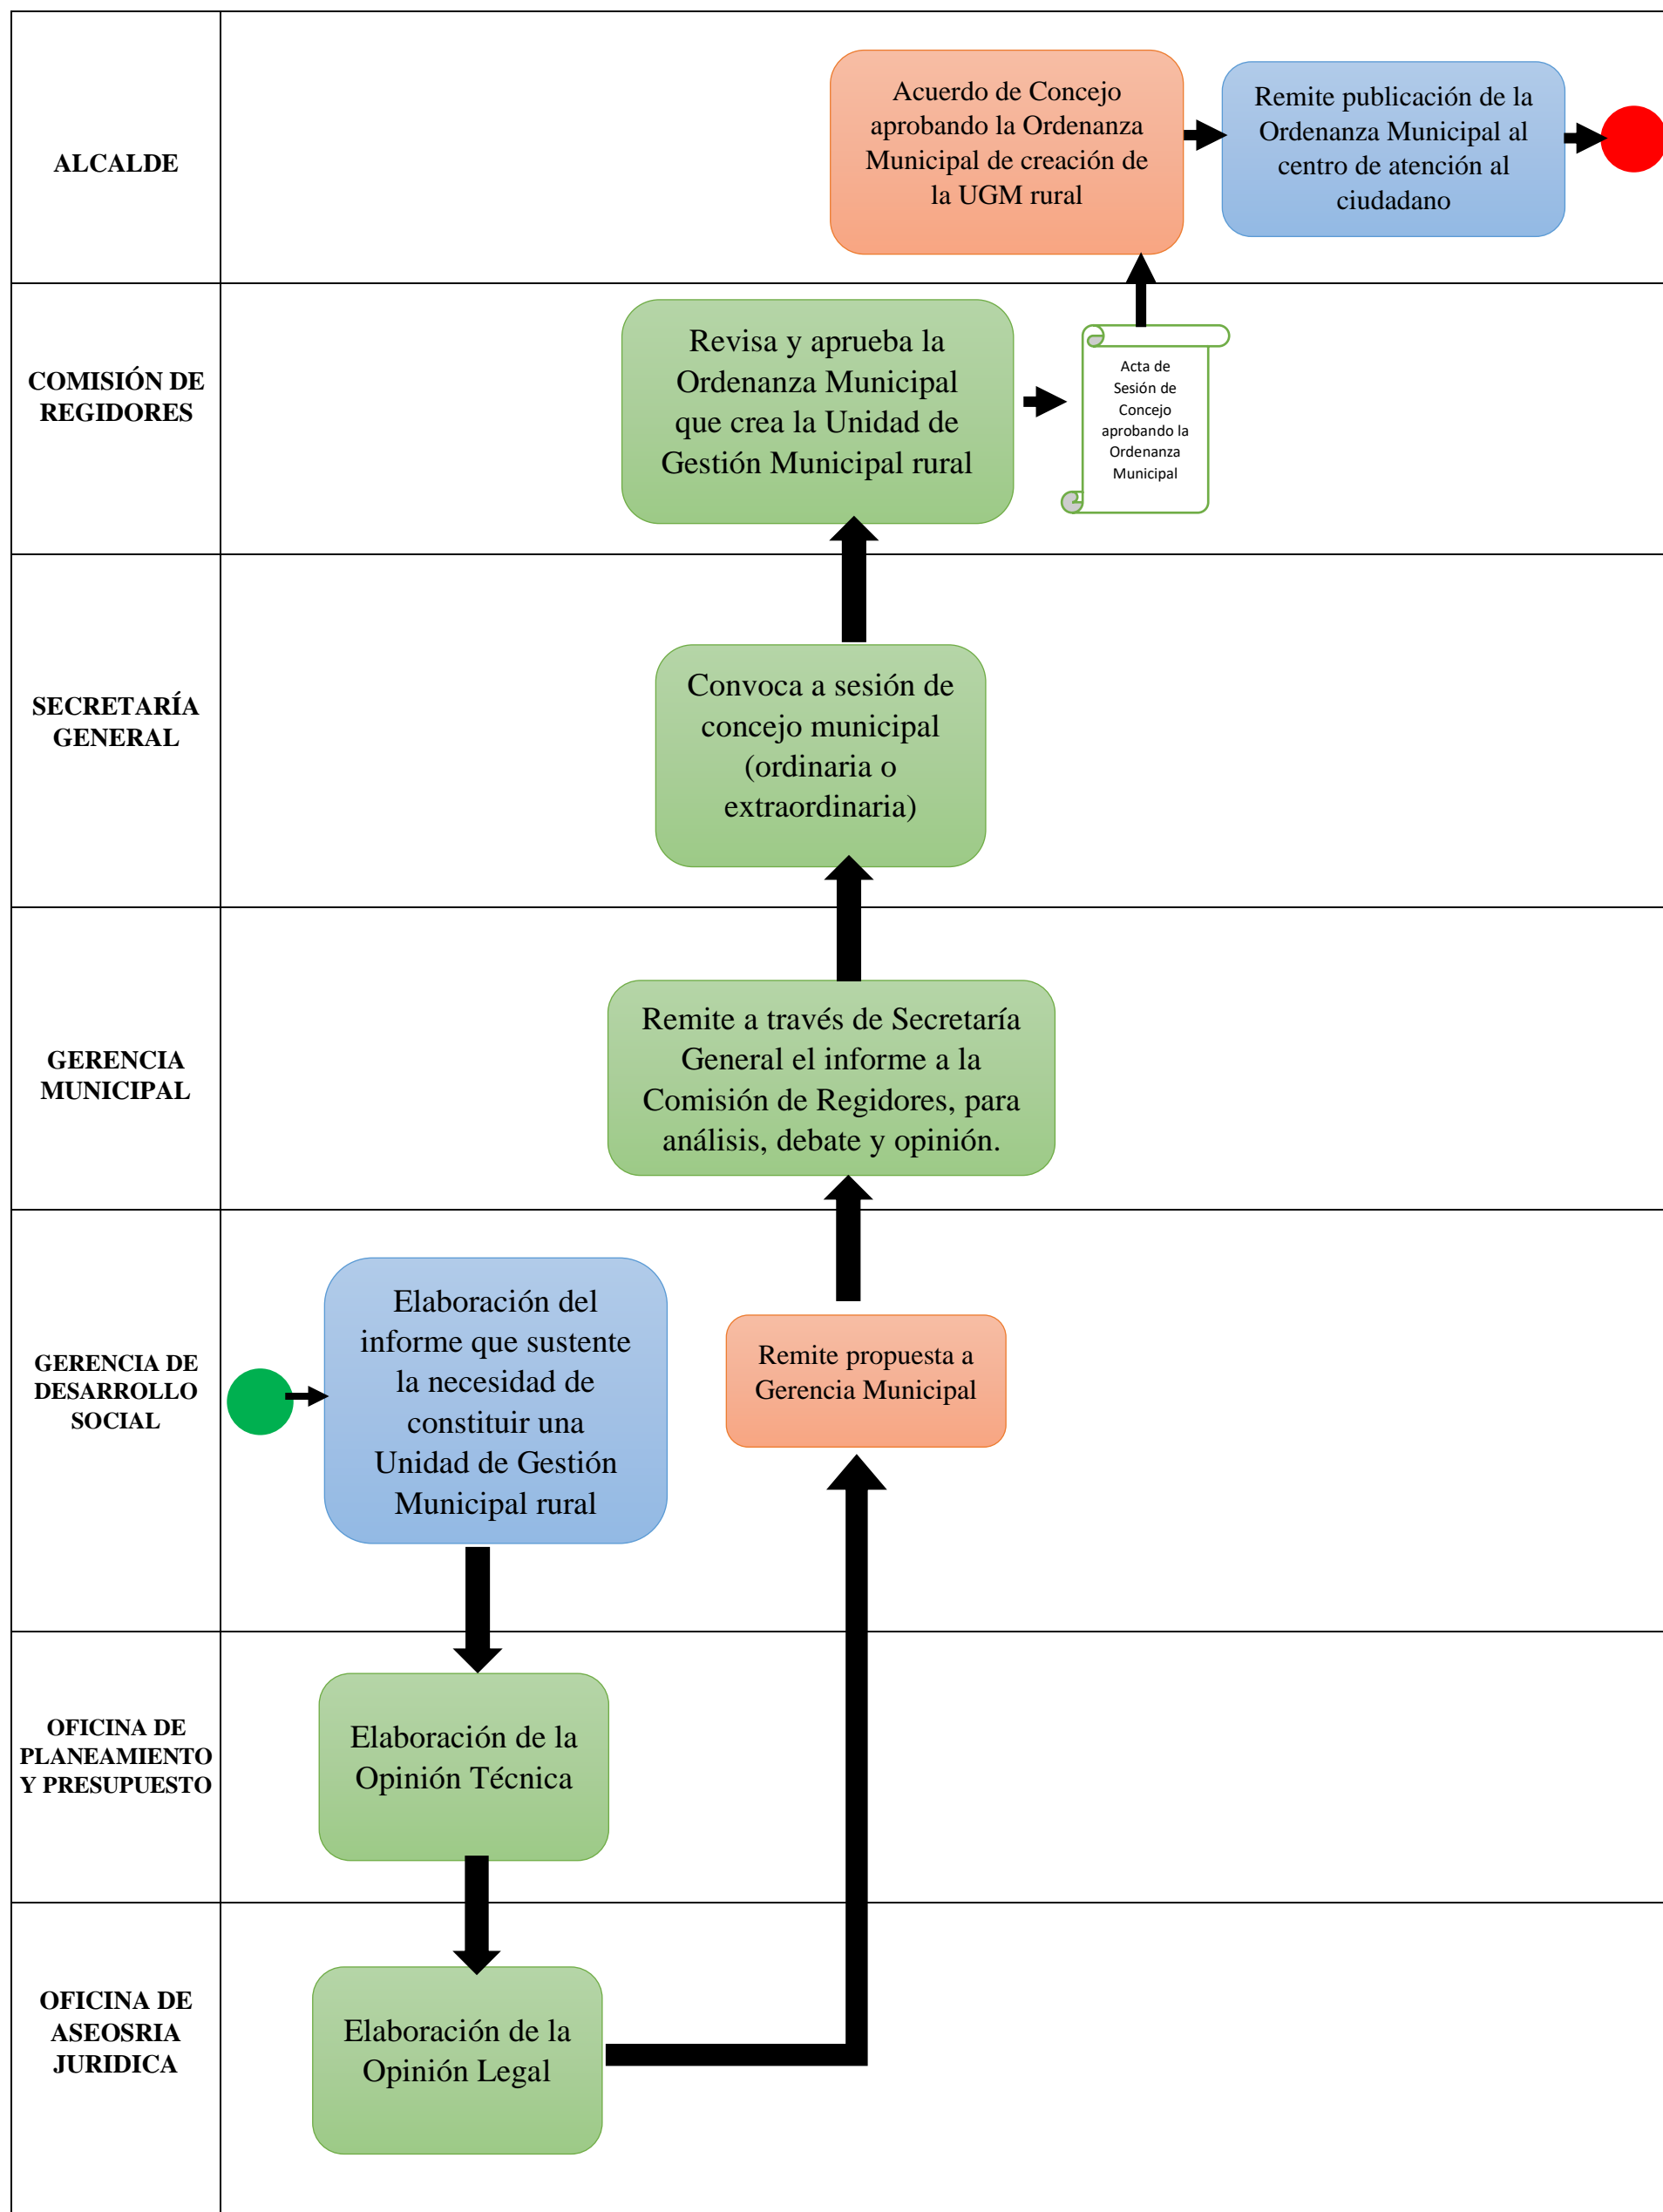 ALCALDE
Acuerdo de Concejo
aprobando la Ordenanza
Municipal de creación de
la UGM rural
Remite publicación de la
Ordenanza Municipal al
centro de atención al
ciudadano
COMISIÓN DE
REGIDORES
Revisa y aprueba la
Ordenanza Municipal
que crea la Unidad de
Gestión Municipal rural
Acta de
Sesión de
Concejo
aprobando la
Ordenanza
Municipal
SECRETARÍA
GENERAL
Convoca a sesión de
concejo municipal
(ordinaria o
extraordinaria)
GERENCIA
MUNICIPAL
Remite a través de Secretaría
General el informe a la
Comisión de Regidores, para
análisis, debate y opinión.
GERENCIA DE
DESARROLLO
SOCIAL
Elaboración del
informe que sustente
la necesidad de
constituir una
Unidad de Gestión
Municipal rural
Remite propuesta a
Gerencia Municipal
OFICINA DE
PLANEAMIENTO
Y PRESUPUESTO
Elaboración de la
Opinión Técnica
OFICINA DE
ASEOSRIA
JURIDICA
Elaboración de la
Opinión Legal